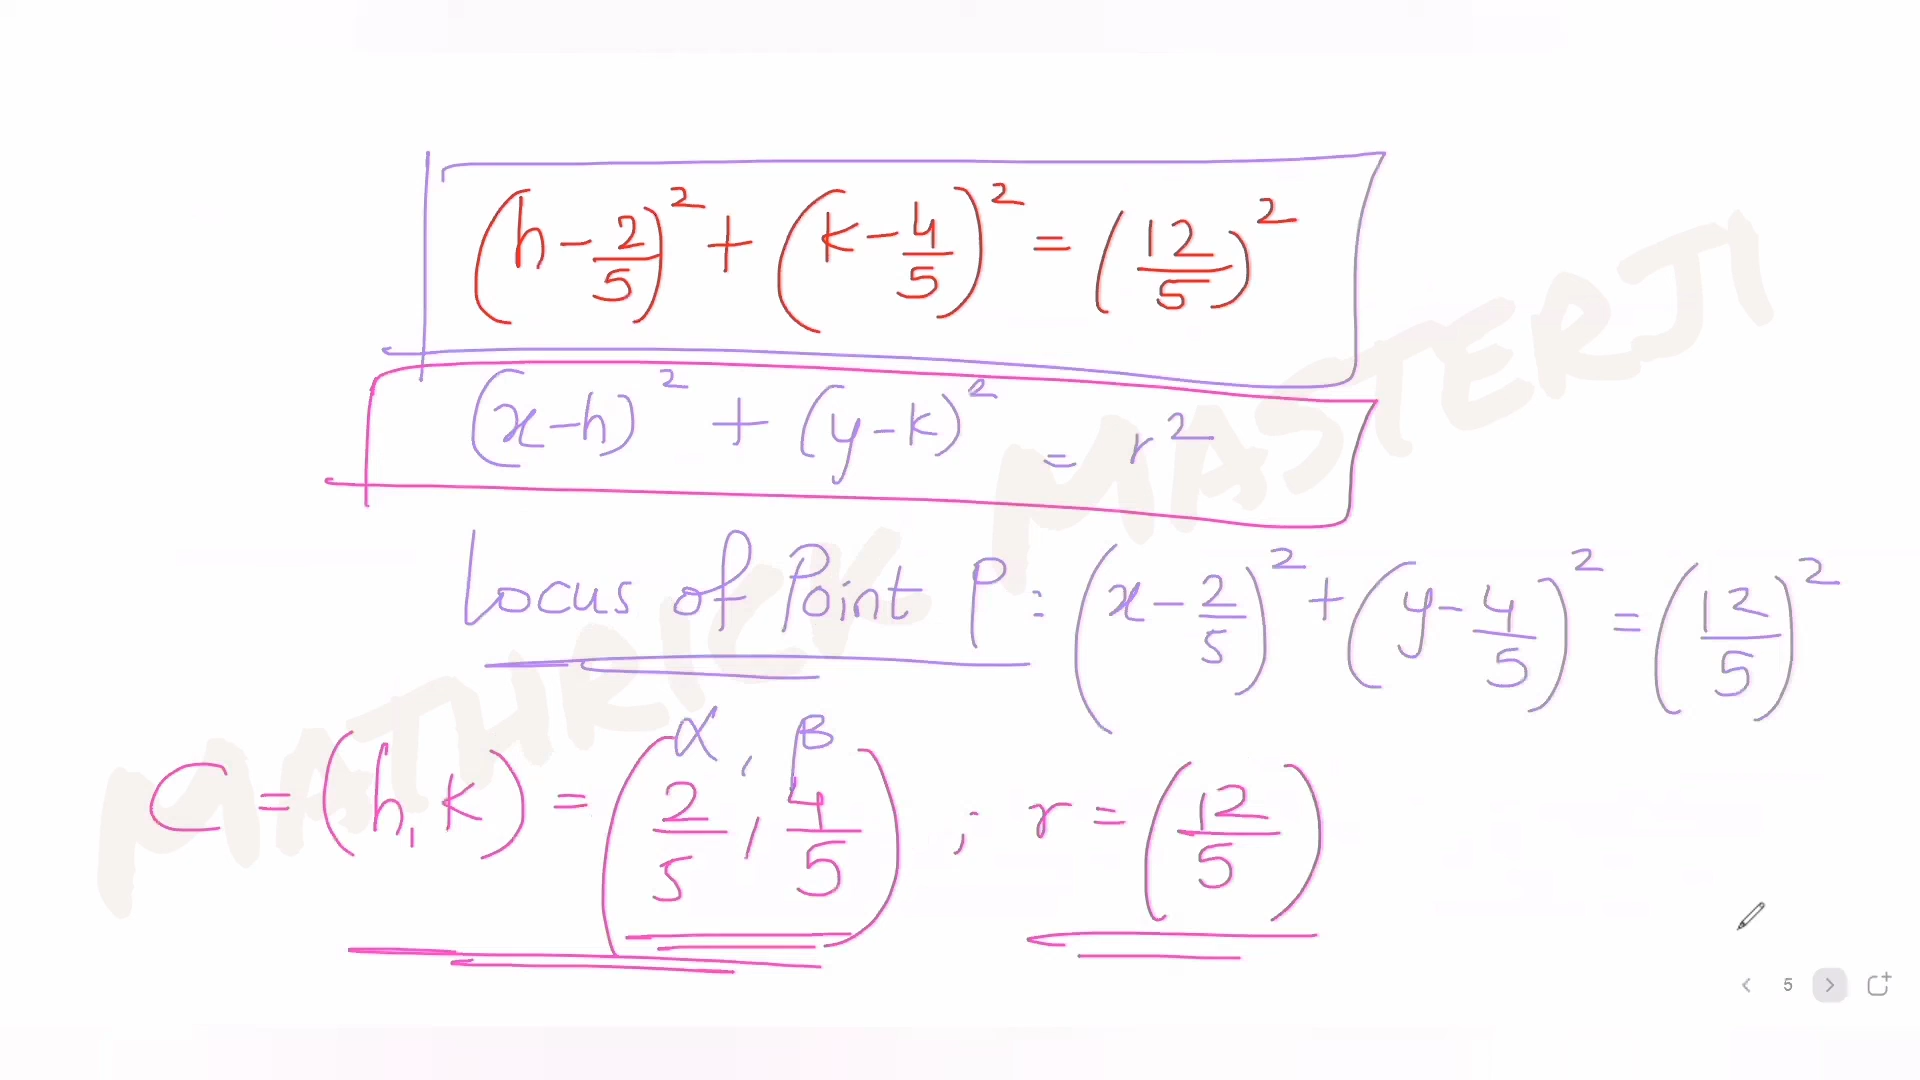 (h - 2/5)² + (k - 4/5)² = (12/5)²
(x-h)² + (y-k)² = r²
Locus of Point P: (x - 2/5)² + (y - 4/5)² = (12/5)²
α, β
C = (h, k) = (2/5, 4/5) ; r = (12/5)
MATHRICK MASTERJI
5